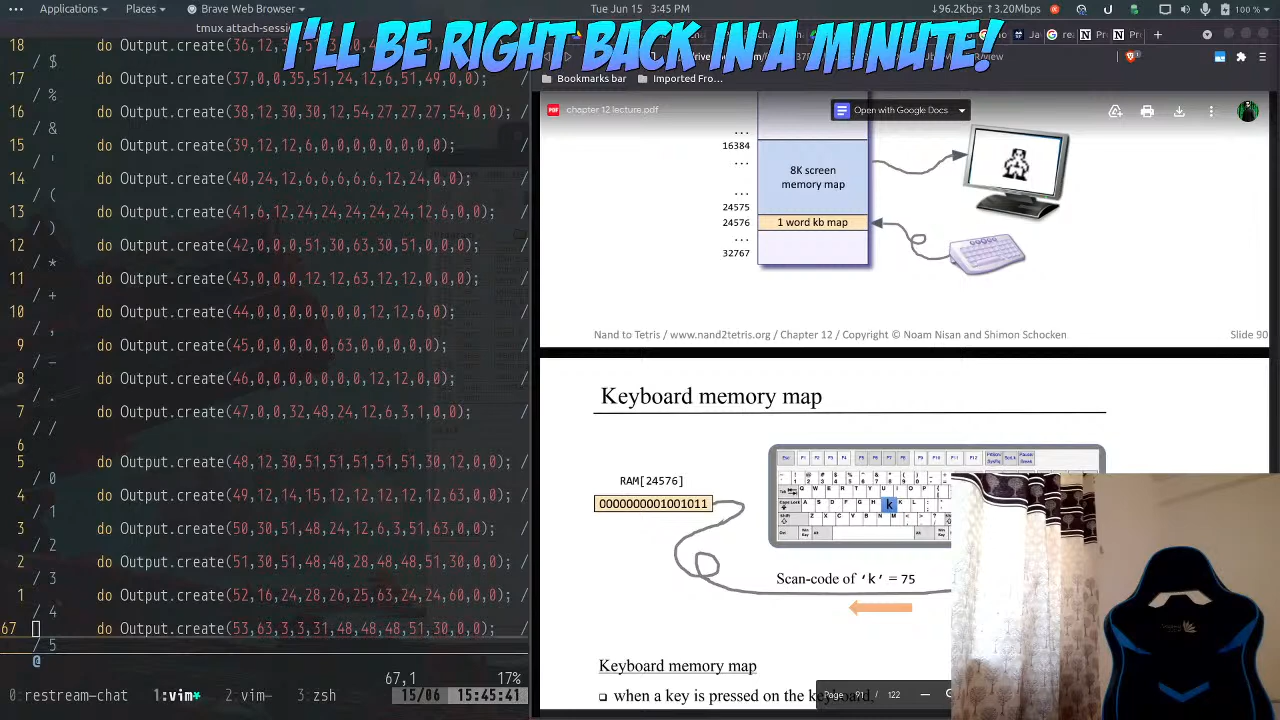 Applications Places Brave Web Browser Tue Jun 15 3:45 PM 96.2Kbps 3.20Mbps 100 %
I'LL BE RIGHT BACK IN A MINUTE!
Bookmarks bar Imported Fro…
chapter 12 lecture.pdf Open with Google Docs
17 do Output.create(37,0,0,35,51,24,12,6,51,49,0,0);
/ $
16 do Output.create(38,12,30,30,12,54,27,27,27,54,0,0); /
/ %
15 do Output.create(39,12,12,6,0,0,0,0,0,0,0,0); /
/ &
14 do Output.create(40,24,12,6,6,6,6,6,12,24,0,0); /
/ '
13 do Output.create(41,6,12,24,24,24,24,24,12,6,0,0); /
/ (
12 do Output.create(42,0,0,0,51,30,63,30,51,0,0,0); /
/ )
11 do Output.create(43,0,0,0,12,12,63,12,12,0,0,0); /
/ *
10 do Output.create(44,0,0,0,0,0,0,0,12,12,6,0); /
/ +
9 do Output.create(45,0,0,0,0,0,63,0,0,0,0,0); /
/ ,
8 do Output.create(46,0,0,0,0,0,0,0,12,12,0,0); /
/ -
7 do Output.create(47,0,0,32,48,24,12,6,3,1,0,0); /
/ .
6
/ /
5 do Output.create(48,12,30,51,51,51,51,51,30,12,0,0); /
/ 0
4 do Output.create(49,12,14,15,12,12,12,12,12,63,0,0); /
/ 1
3 do Output.create(50,30,51,48,24,12,6,3,51,63,0,0); /
/ 2
2 do Output.create(51,30,51,48,48,28,48,48,51,30,0,0); /
/ 3
1 do Output.create(52,16,24,28,26,25,63,24,24,60,0,0); /
/ 4
67 do Output.create(53,63,3,3,31,48,48,48,51,30,0,0); /
/ 5
@
67,1 17%
0:restream-chat 1:vim* 2:vim- 3:zsh 15/06 15:45:41
...
16384
...
8K screen
memory map
...
24575
24576 1 word kb map
...
32767
Nand to Tetris / www.nand2tetris.org / Chapter 12 / Copyright © Noam Nisan and Shimon Schocken Slide 90
Keyboard memory map
RAM[24576]
0000000001001011
k
Scan-code of 'k' = 75
Keyboard memory map
when a key is pressed on the keyboard,
Page 91 / 122